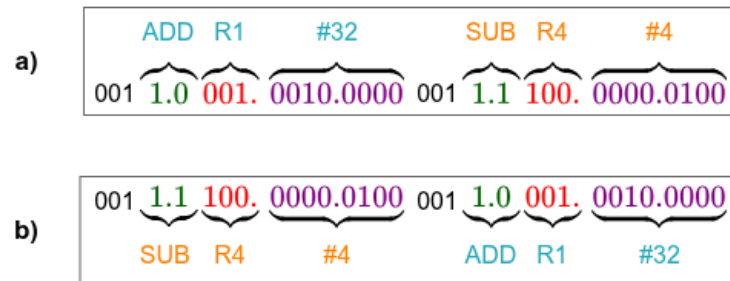 ADD R1 #32 SUB R4 #4
a)
001 1.0 001. 0010.0000 001 1.1 100. 0000.0100
001 1.1 100. 0000.0100 001 1.0 001. 0010.0000
b)
SUB R4 #4 ADD R1 #32